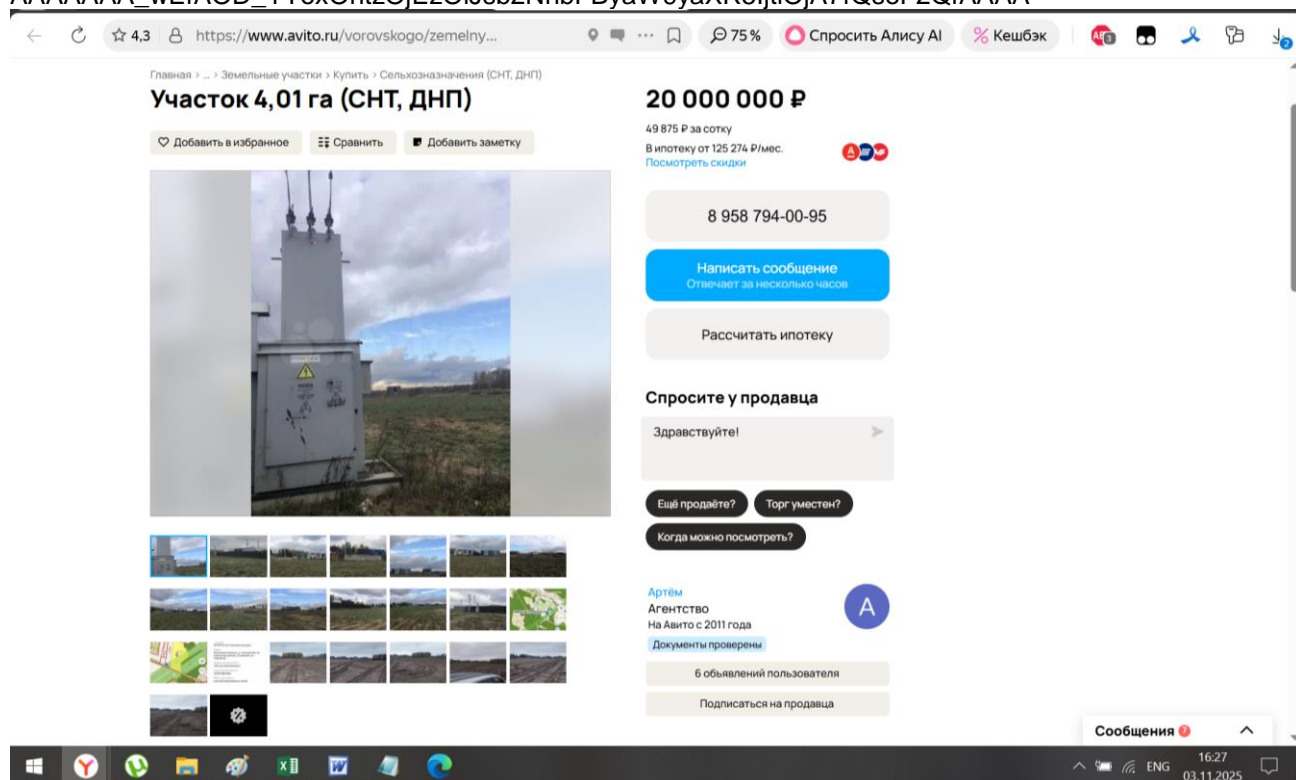 4,3 https://www.avito.ru/vorovskogo/zemelny... 75 % Спросить Алису AI Кешбэк
Главная > ... > Земельные участки > Купить > Сельхозназначения (СНТ, ДНП)
Участок 4,01 га (СНТ, ДНП)
Добавить в избранное Сравнить Добавить заметку
20 000 000 ₽
49 875 ₽ за сотку
В ипотеку от 125 274 ₽/мес.
Посмотреть скидки
8 958 794-00-95
Написать сообщение
Отвечает за несколько часов
Рассчитать ипотеку
Спросите у продавца
Здравствуйте!
Ещё продаёте? Торг уместен?
Когда можно посмотреть?
Артём
Агентство
На Авито с 2011 года
Документы проверены
A
6 объявлений пользователя
Подписаться на продавца
Сообщения
ENG
16:27
03.11.2025